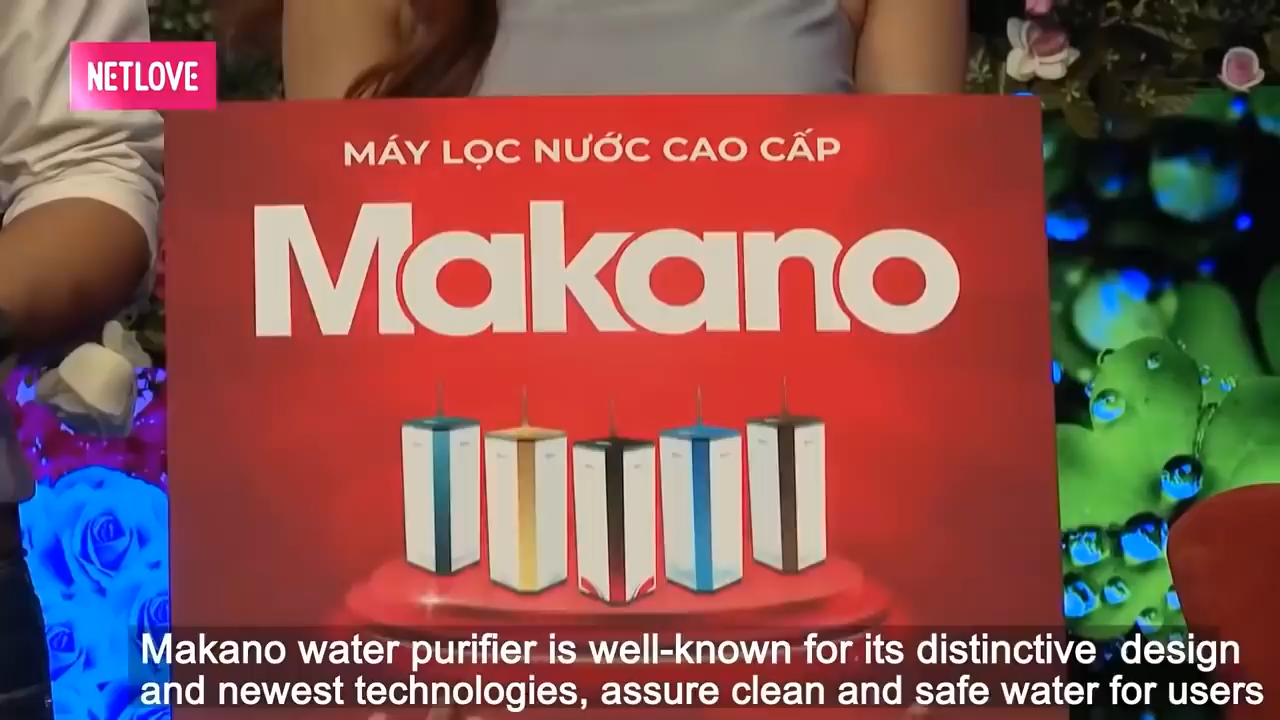 NETLOVE
MÁY LỌC NƯỚC CAO CẤP
Makano
Makano water purifier is well-known for its distinctive design
and newest technologies, assure clean and safe water for users